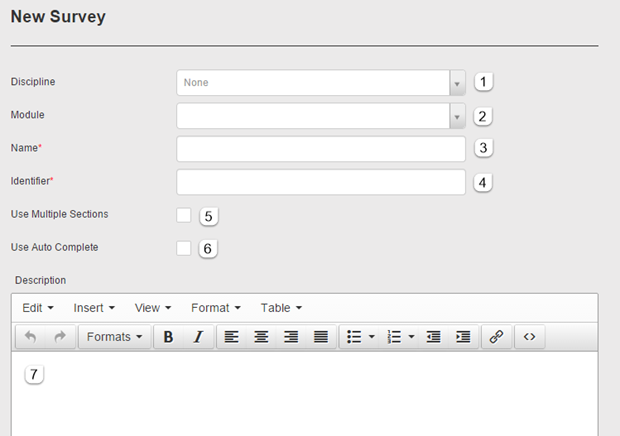 New Survey
Discipline None 1
Module 2
Name* 3
Identifier* 4
Use Multiple Sections 5
Use Auto Complete 6
Description
Edit Insert View Format Table
Formats B I
7